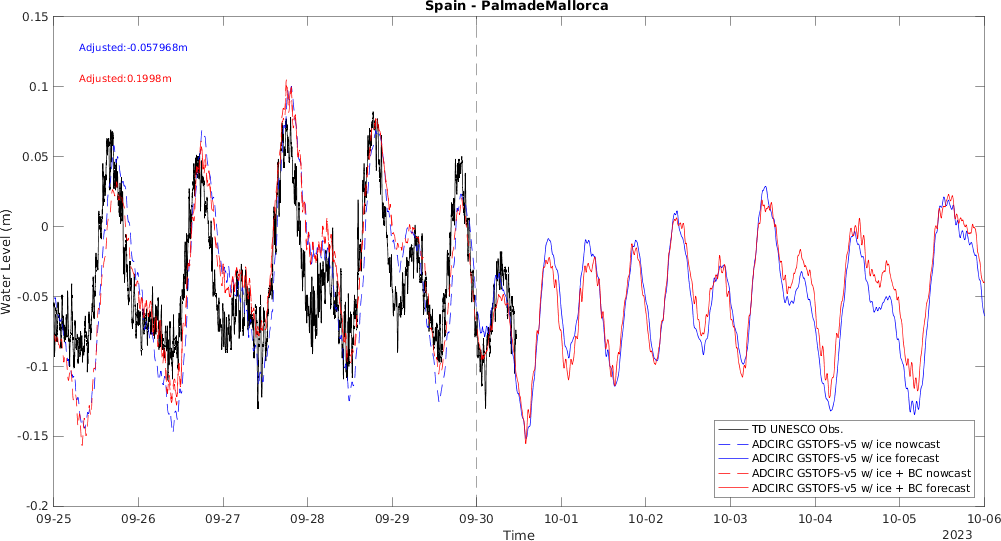 Spain - PalmadeMallorca
0.15
0.1
0.05
0
-0.05
-0.1
-0.15
-0.2
Water Level (m)
Adjusted:-0.057968m
Adjusted:0.1998m
TD UNESCO Obs.
ADCIRC GSTOFS-v5 w/ ice nowcast
ADCIRC GSTOFS-v5 w/ ice forecast
ADCIRC GSTOFS-v5 w/ ice + BC nowcast
ADCIRC GSTOFS-v5 w/ ice + BC forecast
09-25 09-26 09-27 09-28 09-29 09-30 10-01 10-02 10-03 10-04 10-05 10-06
Time
2023